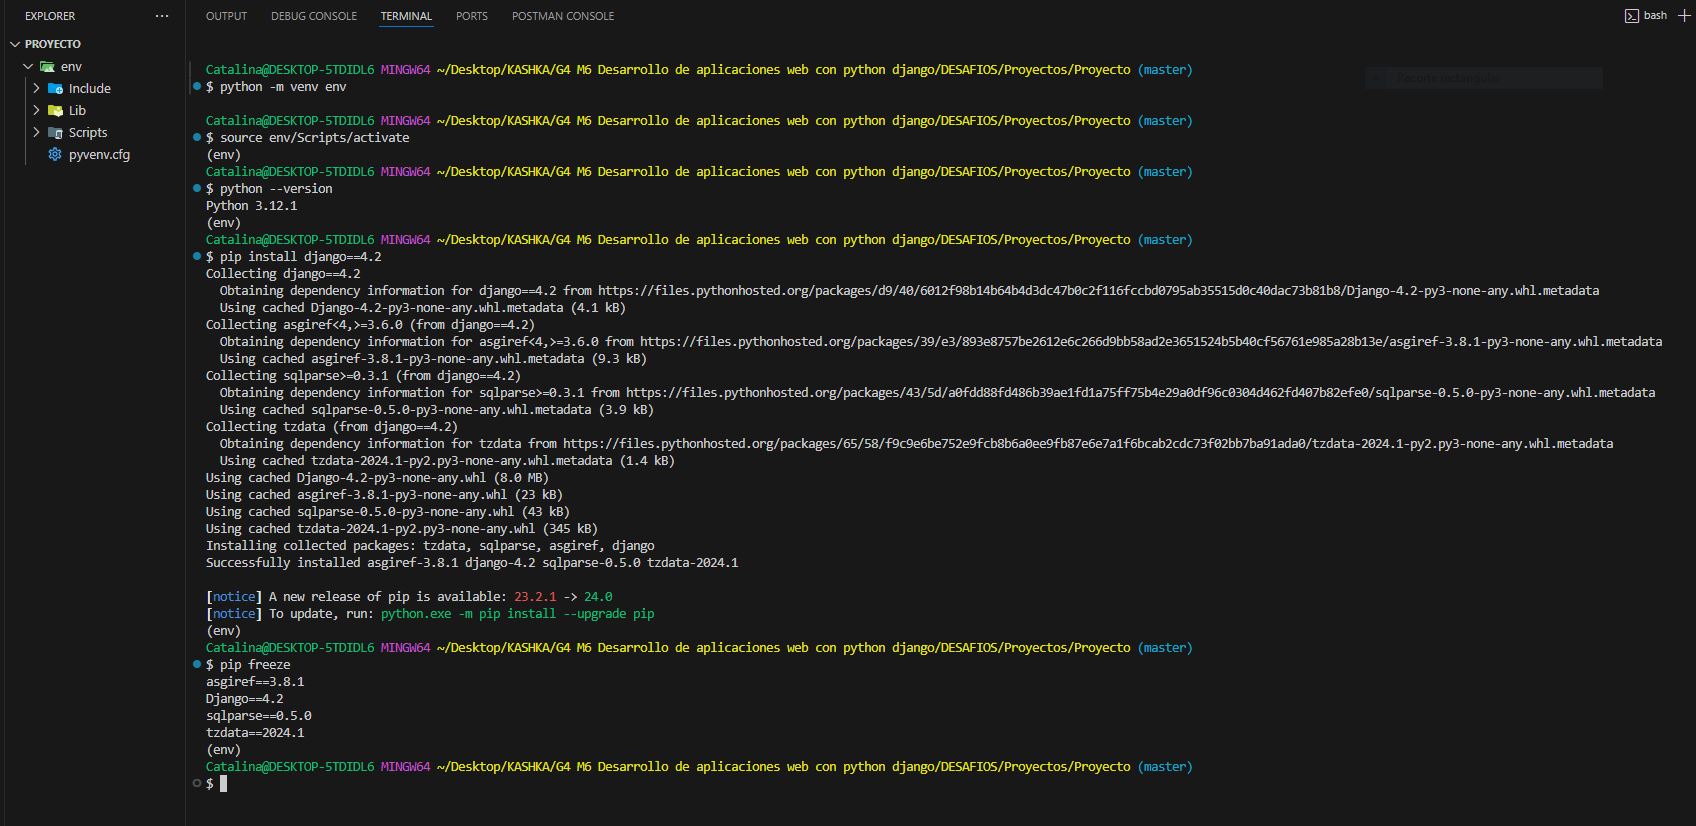 EXPLORER ...
OUTPUT DEBUG CONSOLE TERMINAL PORTS POSTMAN CONSOLE
bash
PROYECTO
env
Include
Lib
Scripts
pyvenv.cfg
Catalina@DESKTOP-5TDIDL6 MINGW64 ~/Desktop/KASHKA/G4 M6 Desarrollo de aplicaciones web con python django/DESAFIOS/Proyectos/Proyecto (master)
$ python -m venv env
Catalina@DESKTOP-5TDIDL6 MINGW64 ~/Desktop/KASHKA/G4 M6 Desarrollo de aplicaciones web con python django/DESAFIOS/Proyectos/Proyecto (master)
$ source env/Scripts/activate
(env)
Catalina@DESKTOP-5TDIDL6 MINGW64 ~/Desktop/KASHKA/G4 M6 Desarrollo de aplicaciones web con python django/DESAFIOS/Proyectos/Proyecto (master)
$ python --version
Python 3.12.1
(env)
Catalina@DESKTOP-5TDIDL6 MINGW64 ~/Desktop/KASHKA/G4 M6 Desarrollo de aplicaciones web con python django/DESAFIOS/Proyectos/Proyecto (master)
$ pip install django==4.2
Collecting django==4.2
Obtaining dependency information for django==4.2 from https://files.pythonhosted.org/packages/d9/40/6012f98b14b64b4d3dc47b0c2f116fccbd0795ab35515d0c40dac73b81b8/Django-4.2-py3-none-any.whl.metadata
Using cached Django-4.2-py3-none-any.whl.metadata (4.1 kB)
Collecting asgiref<4,>=3.6.0 (from django==4.2)
Obtaining dependency information for asgiref<4,>=3.6.0 from https://files.pythonhosted.org/packages/39/e3/893e8757be2612e6c266d9bb58ad2e3651524b5b40cf56761e985a28b13e/asgiref-3.8.1-py3-none-any.whl.metadata
Using cached asgiref-3.8.1-py3-none-any.whl.metadata (9.3 kB)
Collecting sqlparse>=0.3.1 (from django==4.2)
Obtaining dependency information for sqlparse>=0.3.1 from https://files.pythonhosted.org/packages/43/5d/a0fdd88fd486b39ae1fd1a75ff75b4e29a0df96c0304d462fd407b82efe0/sqlparse-0.5.0-py3-none-any.whl.metadata
Using cached sqlparse-0.5.0-py3-none-any.whl.metadata (3.9 kB)
Collecting tzdata (from django==4.2)
Obtaining dependency information for tzdata from https://files.pythonhosted.org/packages/65/58/f9c9e6be752e9fcb8b6a0ee9fb87e6e7a1f6bcab2cdc73f02bb7ba91ada0/tzdata-2024.1-py2.py3-none-any.whl.metadata
Using cached tzdata-2024.1-py2.py3-none-any.whl.metadata (1.4 kB)
Using cached Django-4.2-py3-none-any.whl (8.0 MB)
Using cached asgiref-3.8.1-py3-none-any.whl (23 kB)
Using cached sqlparse-0.5.0-py3-none-any.whl (43 kB)
Using cached tzdata-2024.1-py2.py3-none-any.whl (345 kB)
Installing collected packages: tzdata, sqlparse, asgiref, django
Successfully installed asgiref-3.8.1 django-4.2 sqlparse-0.5.0 tzdata-2024.1
[notice] A new release of pip is available: 23.2.1 -> 24.0
[notice] To update, run: python.exe -m pip install --upgrade pip
(env)
Catalina@DESKTOP-5TDIDL6 MINGW64 ~/Desktop/KASHKA/G4 M6 Desarrollo de aplicaciones web con python django/DESAFIOS/Proyectos/Proyecto (master)
$ pip freeze
asgiref==3.8.1
Django==4.2
sqlparse==0.5.0
tzdata==2024.1
(env)
Catalina@DESKTOP-5TDIDL6 MINGW64 ~/Desktop/KASHKA/G4 M6 Desarrollo de aplicaciones web con python django/DESAFIOS/Proyectos/Proyecto (master)
$